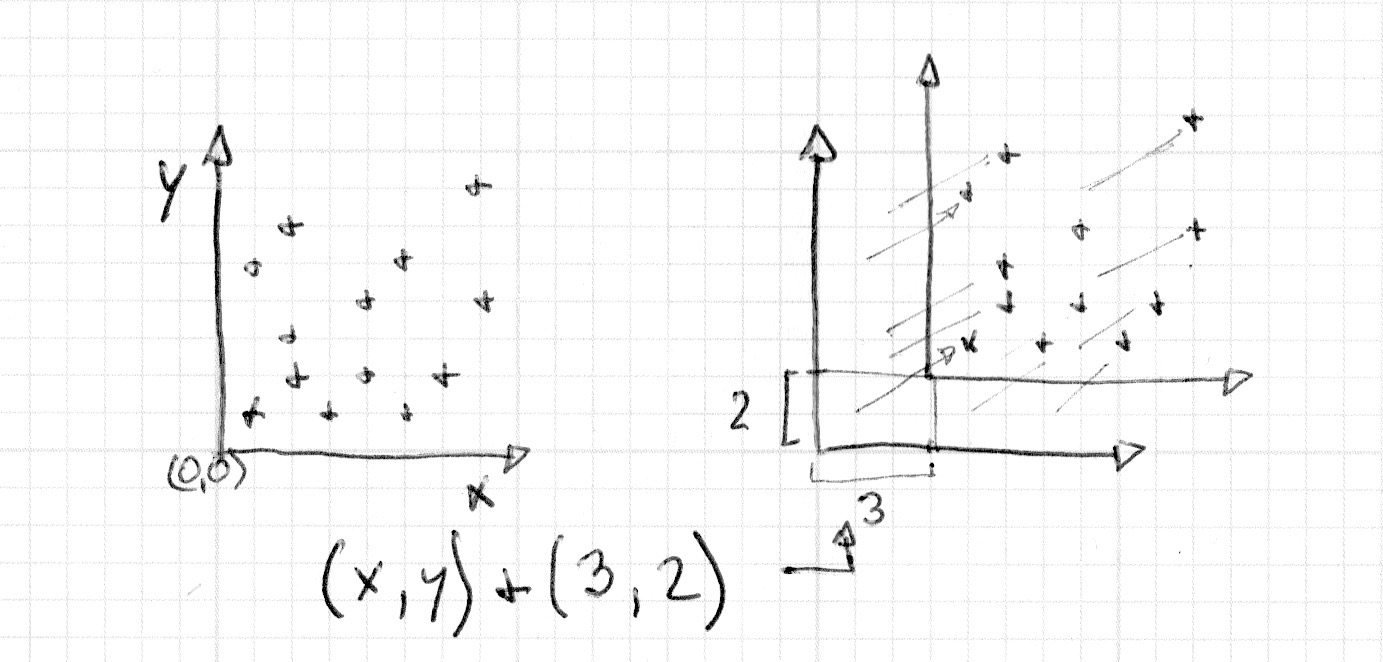 y
(0,0)
x
2
3
(x,y)+(3,2)